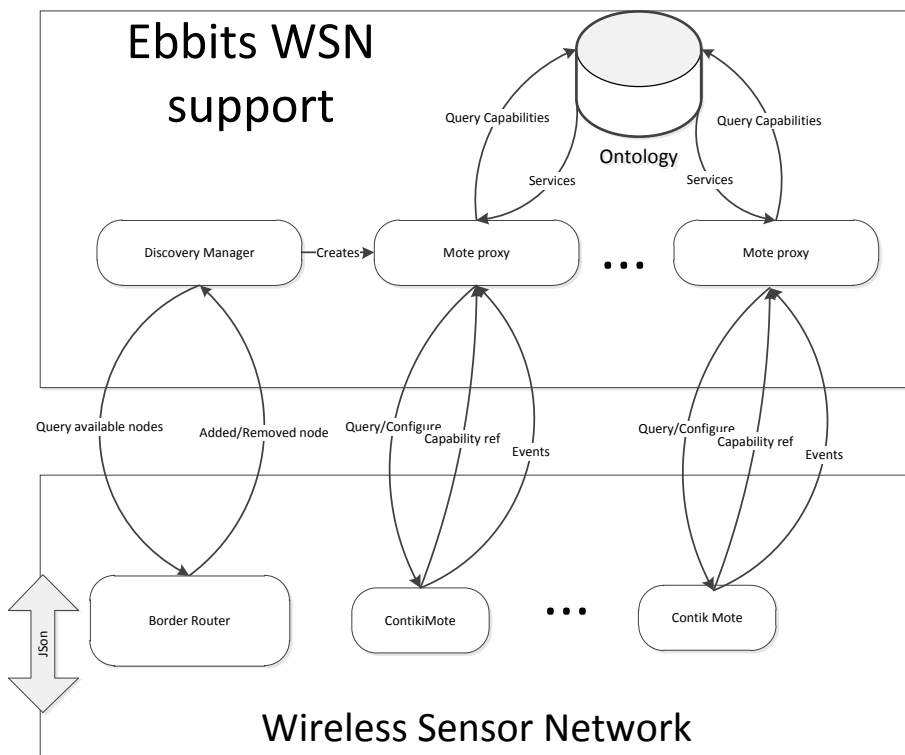 Ebbits WSN
support
Query Capabilities
Query Capabilities
Ontology
Services
Services
Discovery Manager
Creates
Mote proxy
...
Mote proxy
Query available nodes
Added/Removed node
Query/Configure
Capability ref
Events
Query/Configure
Capability ref
Events
JSon
Border Router
ContikiMote
...
Contik Mote
Wireless Sensor Network